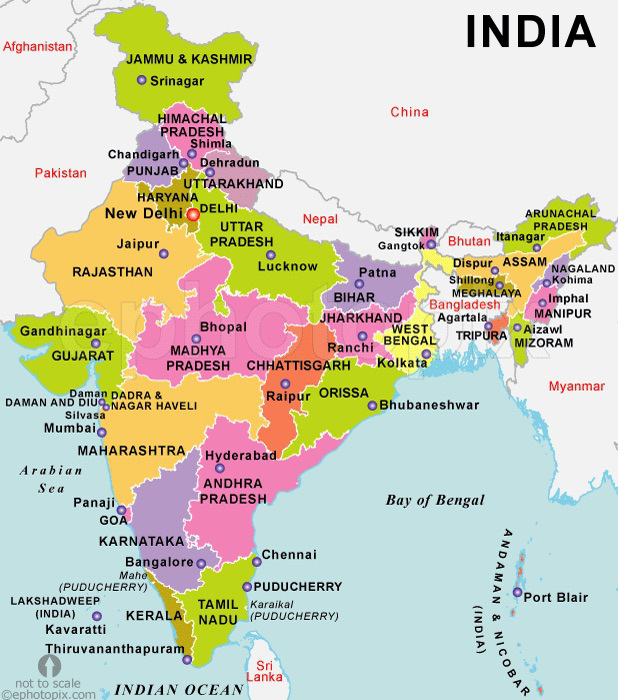 INDIA
Afghanistan
JAMMU & KASHMIR
Srinagar
China
HIMACHAL
PRADESH
Shimla
Chandigarh
PUNJAB
Dehradun
UTTARAKHAND
Pakistan
HARYANA
New Delhi
DELHI
Nepal
UTTAR
PRADESH
Lucknow
Jaipur
RAJASTHAN
SIKKIM
Gangtok
Bhutan
ARUNACHAL
PRADESH
Itanagar
Dispur
ASSAM
NAGALAND
Kohima
Shillong
MEGHALAYA
Imphal
MANIPUR
Bangladesh
Agartala
TRIPURA
Aizawl
MIZORAM
Myanmar
Patna
BIHAR
JHARKHAND
Ranchi
WEST
BENGAL
Kolkata
Gandhinagar
GUJARAT
Bhopal
MADHYA
PRADESH
CHHATTISGARH
Raipur
ORISSA
Bhubaneshwar
Daman
DAMAN AND DIU
Silvasa
DADRA &
NAGAR HAVELI
Mumbai
MAHARASHTRA
Arabian
Sea
Hyderabad
ANDHRA
PRADESH
Bay of Bengal
Panaji
GOA
KARNATAKA
Bangalore
Chennai
Mahé
(PUDUCHERRY)
PUDUCHERRY
Karaikal
(PUDUCHERRY)
LAKSHADWEEP
(INDIA)
Kavaratti
KERALA
TAMIL
NADU
Thiruvananthapuram
Sri
Lanka
ANDAMAN & NICOBAR
(INDIA)
Port Blair
INDIAN OCEAN
not to scale
©ephotopix.com
ephotopix